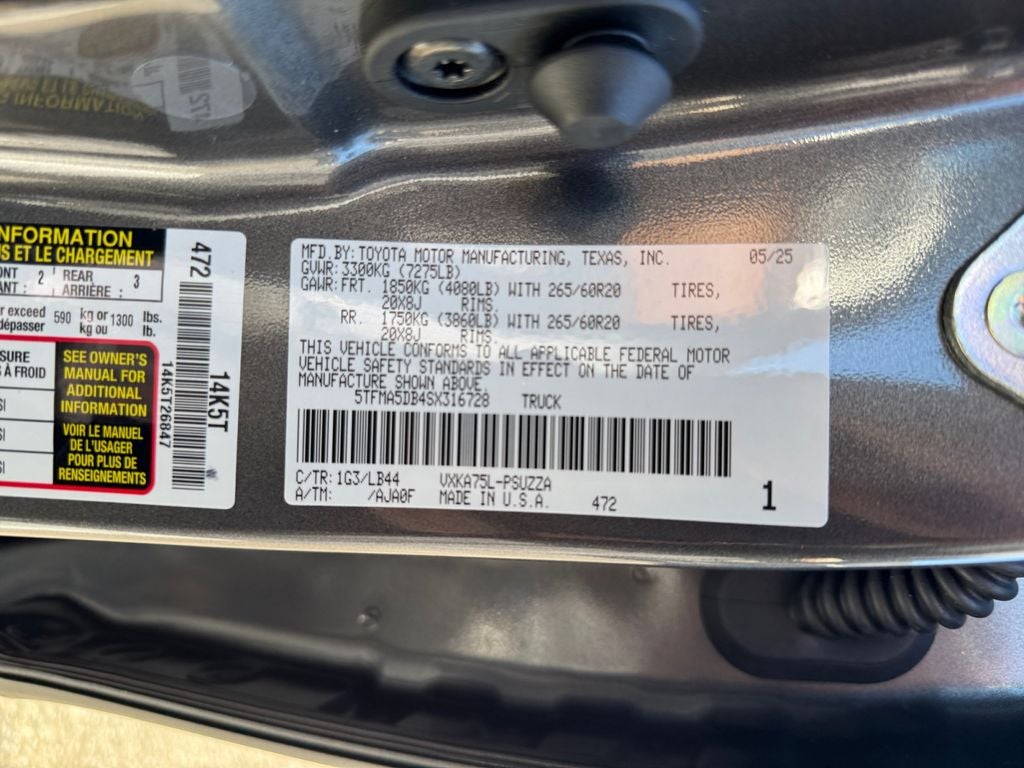 INFORMATION
US ET LE CHARGEMENT
ONT
ANT :
2
REAR
ARRIÈRE :
3
r exceed
dépasser
590
kg or
kg ou
1300
lbs.
lb.
SURE
À FROID
SEE OWNER'S
MANUAL FOR
ADDITIONAL
INFORMATION
VOIR LE MANUEL
DE L'USAGER
POUR PLUS DE
RENSEIGNEMENTS
472
14K5T26847
14K5T
MFD.BY: TOYOTA MOTOR MANUFACTURING, TEXAS, INC. 05/25
GVWR: 3300KG (7275LB)
GAWR: FRT. 1850KG (4080LB) WITH 265/60R20 TIRES,
20X8J RIMS.
RR. 1750KG (3860LB) WITH 265/60R20 TIRES,
20X8J RIMS.
THIS VEHICLE CONFORMS TO ALL APPLICABLE FEDERAL MOTOR
VEHICLE SAFETY STANDARDS IN EFFECT ON THE DATE OF
MANUFACTURE SHOWN ABOVE.
5TFMA5DB4SX316728 TRUCK
C/TR: 1G3/LB44 VXKA75L-PSUZZA
A/TM: /AJA0F MADE IN U.S.A. 472
1